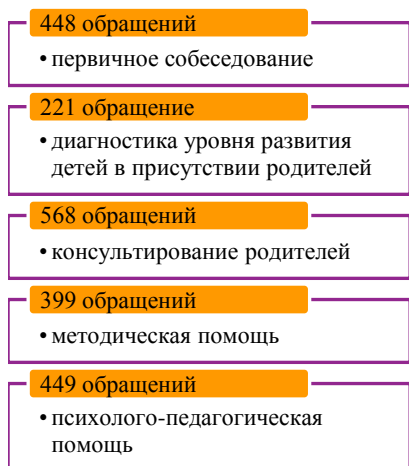 448 обращений
• первичное собеседование
221 обращение
• диагностика уровня развития
детей в присутствии родителей
568 обращений
• консультирование родителей
399 обращений
• методическая помощь
449 обращений
• психолого-педагогическая
помощь